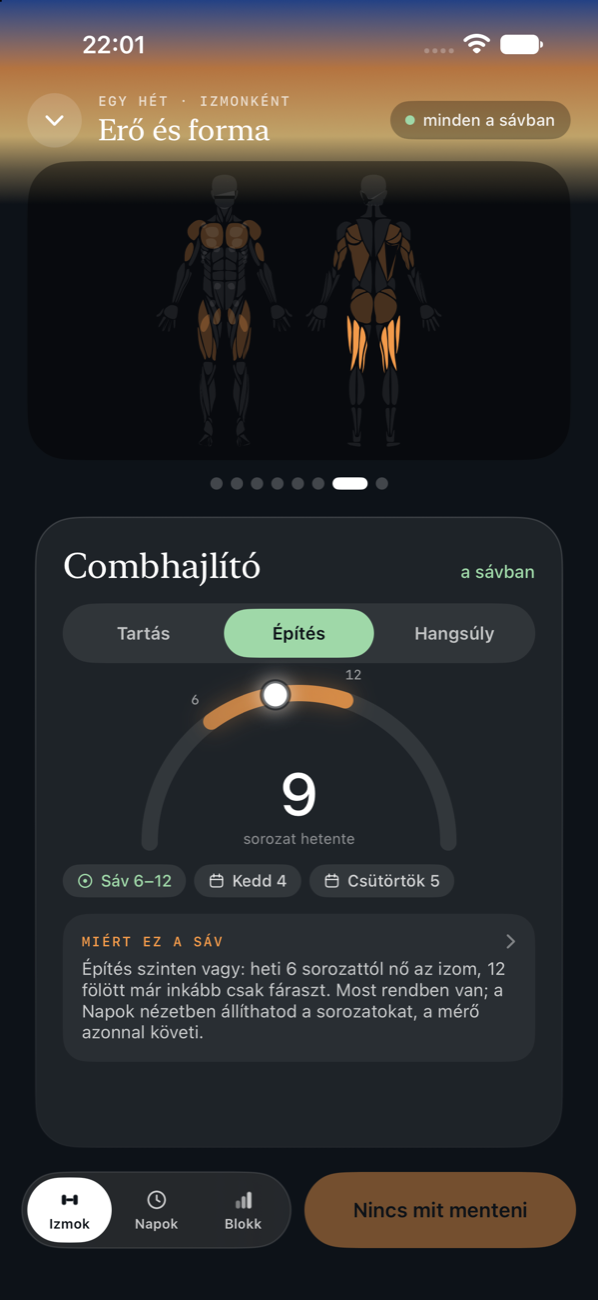 22:01
EGY HÉT · IZMONKÉNT
Erő és forma
minden a sávban
Combhajlító
a sávban
Tartás
Építés
Hangsúly
6
12
9
sorozat hetente
Sáv 6–12
Kedd 4
Csütörtök 5
MIÉRT EZ A SÁV
Építés szinten vagy: heti 6 sorozattól nő az izom, 12
fölött már inkább csak fáraszt. Most rendben van; a
Napok nézetben állíthatod a sorozatokat, a mérő
azonnal követi.
Izmok
Napok
Blokk
Nincs mit menteni